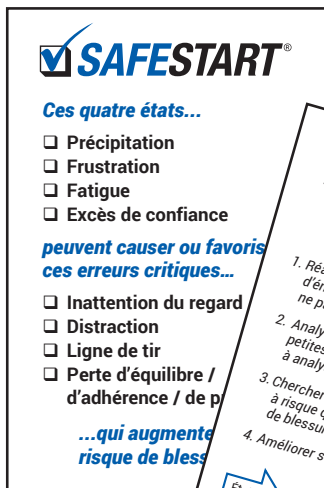 SAFESTART®
Ces quatre états...
❑ Précipitation
❑ Frustration
❑ Fatigue
❑ Excès de confiance
peuvent causer ou favoris
ces erreurs critiques...
❑ Inattention du regard
❑ Distraction
❑ Ligne de tir
❑ Perte d'équilibre /
d'adhérence / de p
...qui augmente
risque de bless
1. Réa
d'é
ne p
2. Analy
petites
à analy
3. Chercher
à risque
de blessu
4. Améliorer s